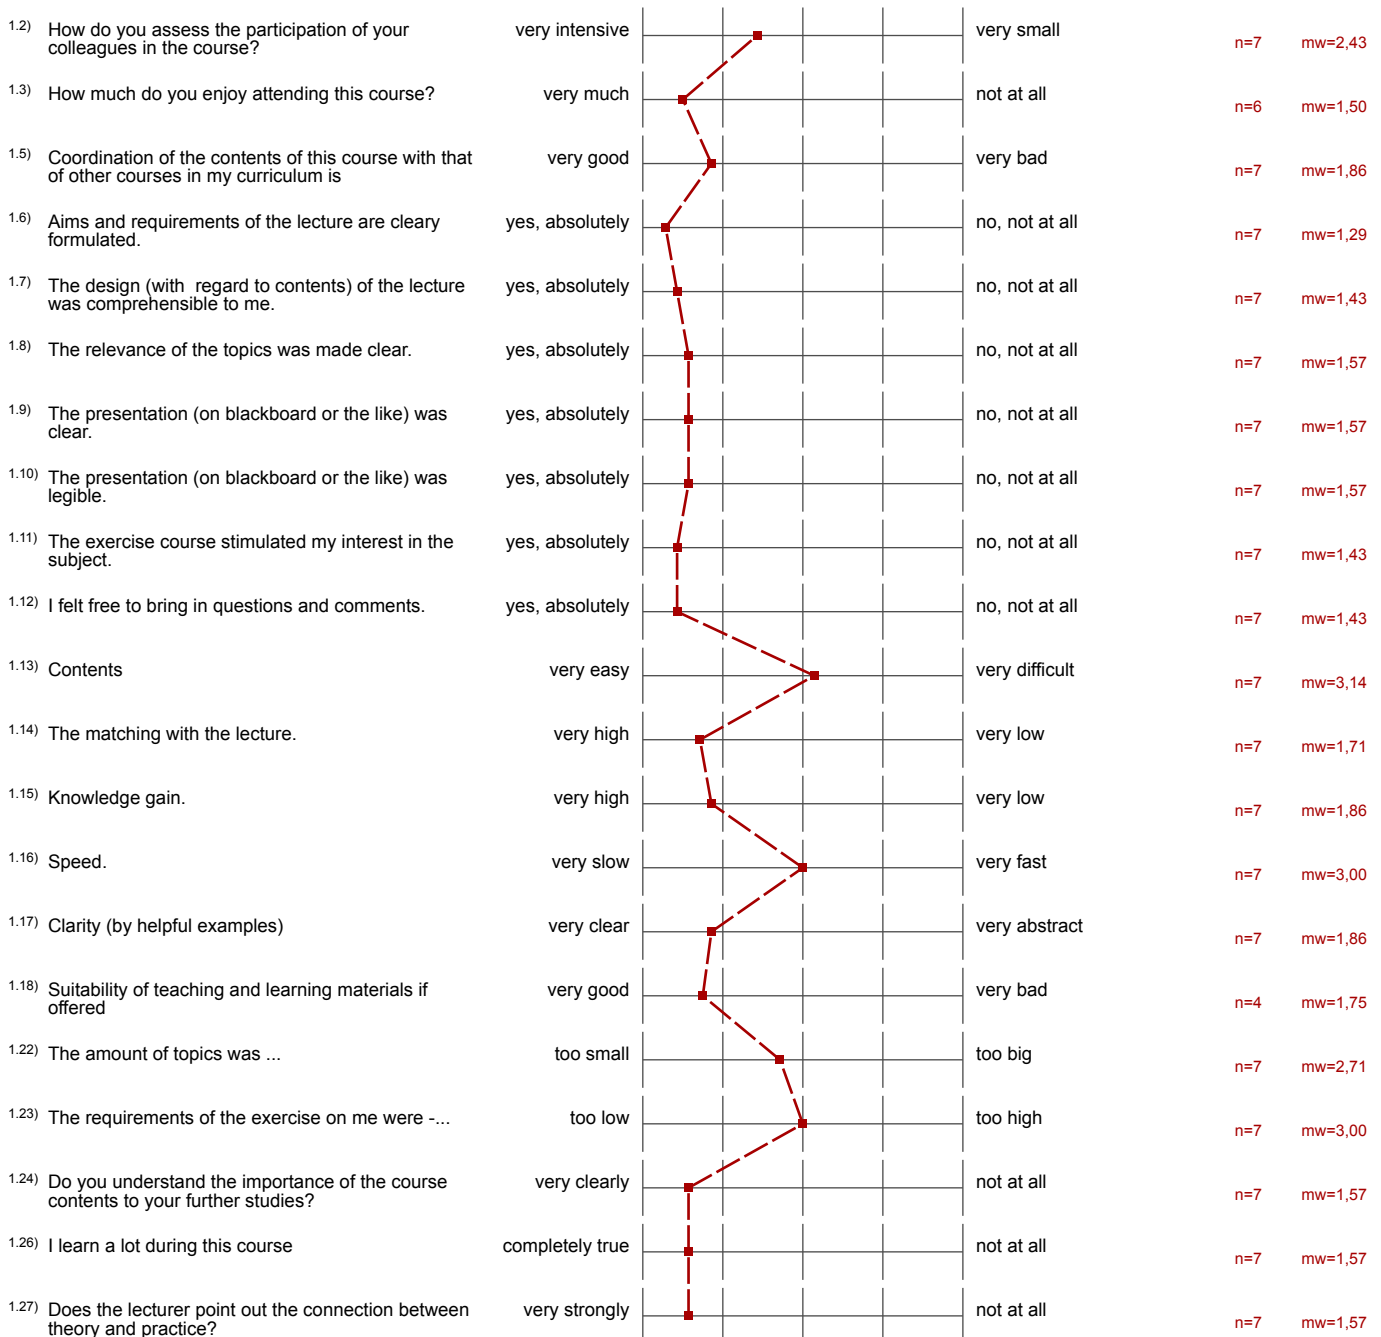 1.2) How do you assess the participation of your
colleagues in the course?
very intensive
very small
n=7
mw=2,43
1.3) How much do you enjoy attending this course?
very much
not at all
n=6
mw=1,50
1.5) Coordination of the contents of this course with that
of other courses in my curriculum is
very good
very bad
n=7
mw=1,86
1.6) Aims and requirements of the lecture are cleary
formulated.
yes, absolutely
no, not at all
n=7
mw=1,29
1.7) The design (with regard to contents) of the lecture
was comprehensible to me.
yes, absolutely
no, not at all
n=7
mw=1,43
1.8) The relevance of the topics was made clear.
yes, absolutely
no, not at all
n=7
mw=1,57
1.9) The presentation (on blackboard or the like) was
clear.
yes, absolutely
no, not at all
n=7
mw=1,57
1.10) The presentation (on blackboard or the like) was
legible.
yes, absolutely
no, not at all
n=7
mw=1,57
1.11) The exercise course stimulated my interest in the
subject.
yes, absolutely
no, not at all
n=7
mw=1,43
1.12) I felt free to bring in questions and comments.
yes, absolutely
no, not at all
n=7
mw=1,43
1.13) Contents
very easy
very difficult
n=7
mw=3,14
1.14) The matching with the lecture.
very high
very low
n=7
mw=1,71
1.15) Knowledge gain.
very high
very low
n=7
mw=1,86
1.16) Speed.
very slow
very fast
n=7
mw=3,00
1.17) Clarity (by helpful examples)
very clear
very abstract
n=7
mw=1,86
1.18) Suitability of teaching and learning materials if
offered
very good
very bad
n=4
mw=1,75
1.22) The amount of topics was ...
too small
too big
n=7
mw=2,71
1.23) The requirements of the exercise on me were -...
too low
too high
n=7
mw=3,00
1.24) Do you understand the importance of the course
contents to your further studies?
very clearly
not at all
n=7
mw=1,57
1.26) I learn a lot during this course
completely true
not at all
n=7
mw=1,57
1.27) Does the lecturer point out the connection between
theory and practice?
very strongly
not at all
n=7
mw=1,57